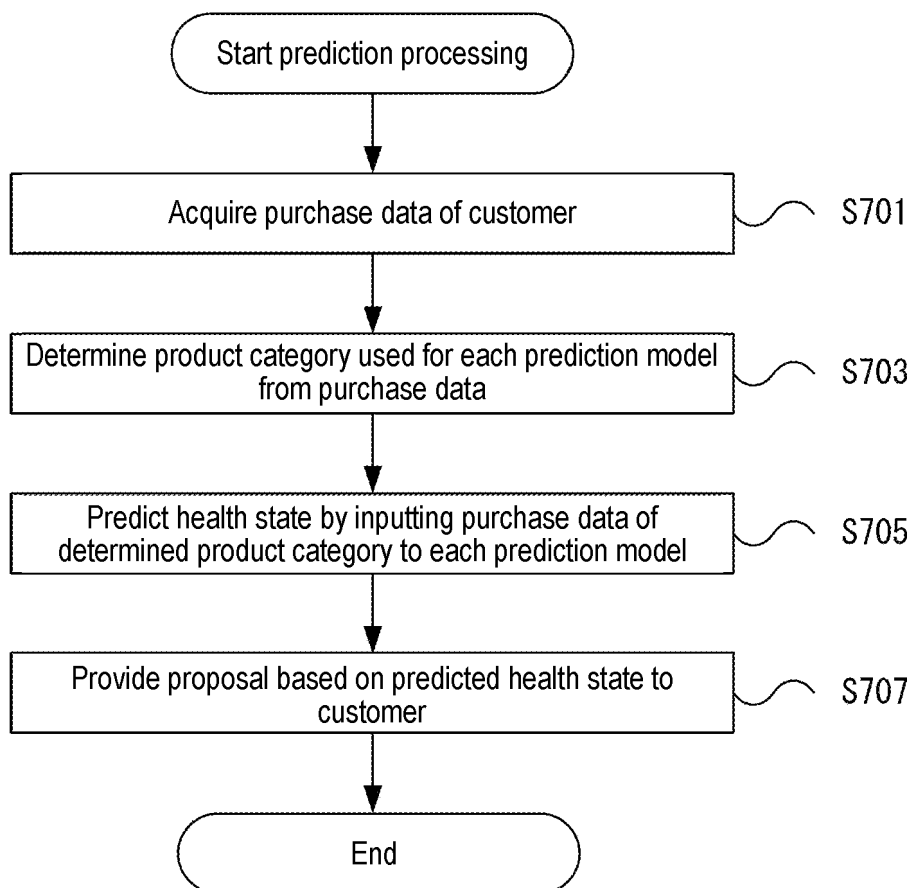 Start prediction processing
Acquire purchase data of customer
S701
Determine product category used for each prediction model
from purchase data
S703
Predict health state by inputting purchase data of
determined product category to each prediction model
S705
Provide proposal based on predicted health state to
customer
S707
End